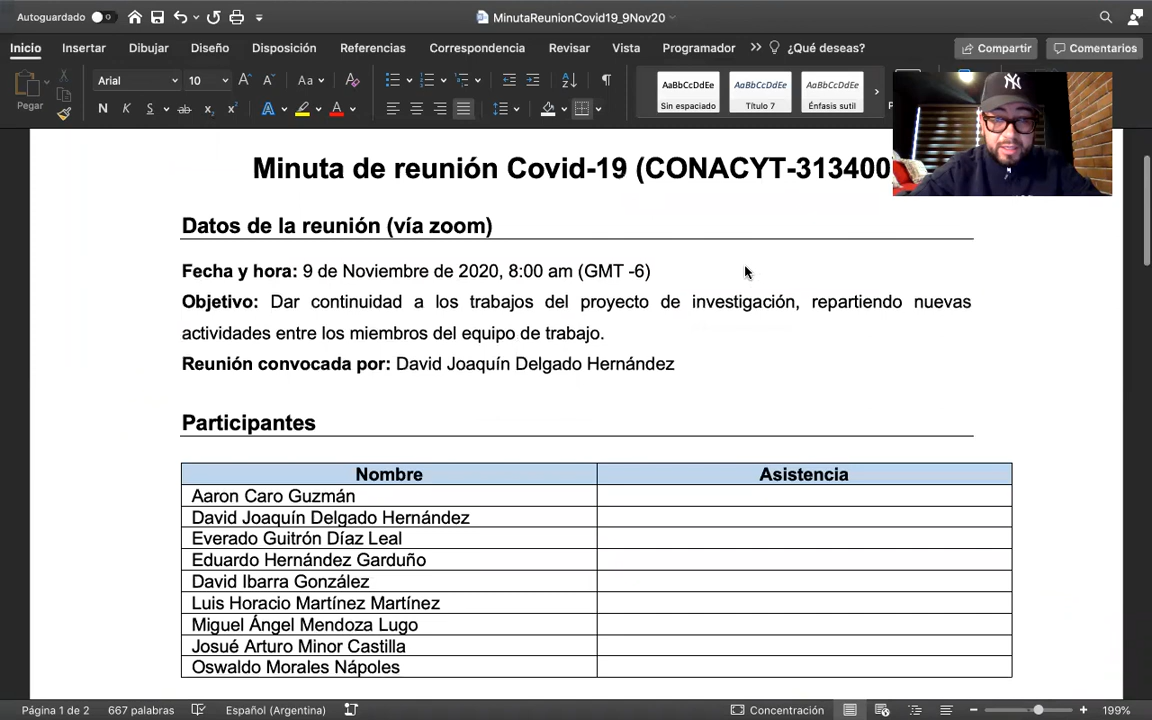 Autoguardado 0 MinutaReunionCovid19_9Nov20
Inicio Insertar Dibujar Diseño Disposición Referencias Correspondencia Revisar Vista Programador » ¿Qué deseas? Compartir Comentarios
Arial 10 Aa A
Pegar
AaBbCcDdEe AaBbCcDdEe AaBbCcDdEe
Sin espaciado Título 7 Énfasis sutil
N K S ab x₂ x² A A
NY
Minuta de reunión Covid-19 (CONACYT-313400
Datos de la reunión (vía zoom)
Fecha y hora: 9 de Noviembre de 2020, 8:00 am (GMT -6)
Objetivo: Dar continuidad a los trabajos del proyecto de investigación, repartiendo nuevas
actividades entre los miembros del equipo de trabajo.
Reunión convocada por: David Joaquín Delgado Hernández
Participantes
Nombre Asistencia
Aaron Caro Guzmán
David Joaquín Delgado Hernández
Everado Guitrón Díaz Leal
Eduardo Hernández Garduño
David Ibarra González
Luis Horacio Martínez Martínez
Miguel Ángel Mendoza Lugo
Josué Arturo Minor Castilla
Oswaldo Morales Nápoles
Página 1 de 2 667 palabras Español (Argentina) Concentración 199%